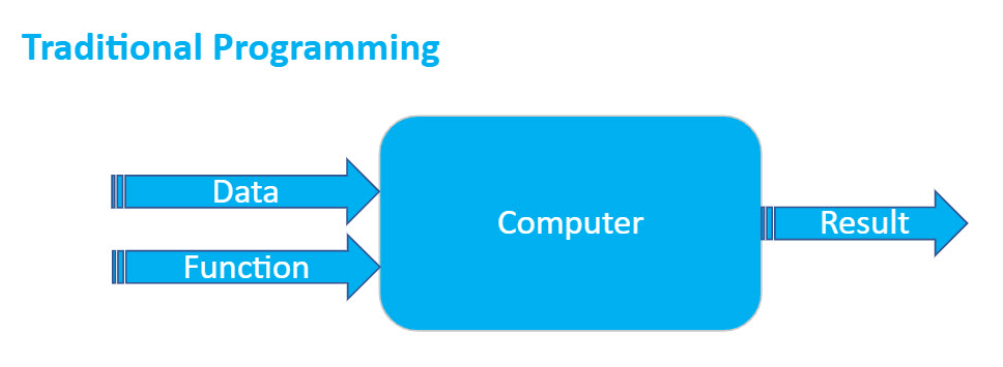 Traditional Programming
Data
Function
Computer
Result